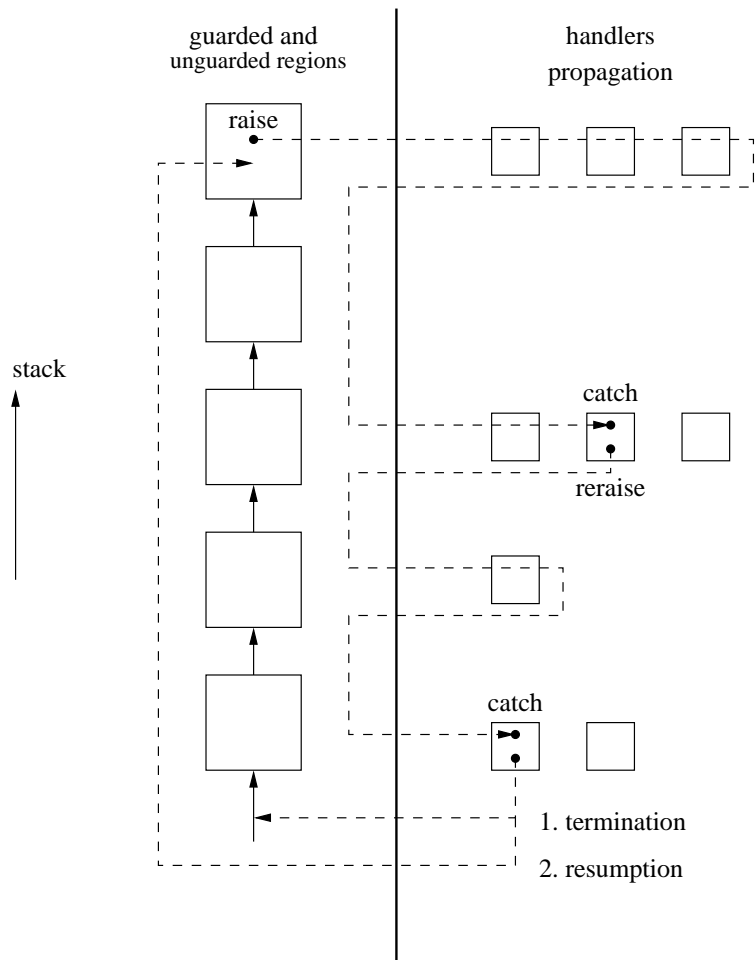 guarded and
unguarded regions
handlers
propagation
raise
stack
catch
reraise
catch
1. termination
2. resumption